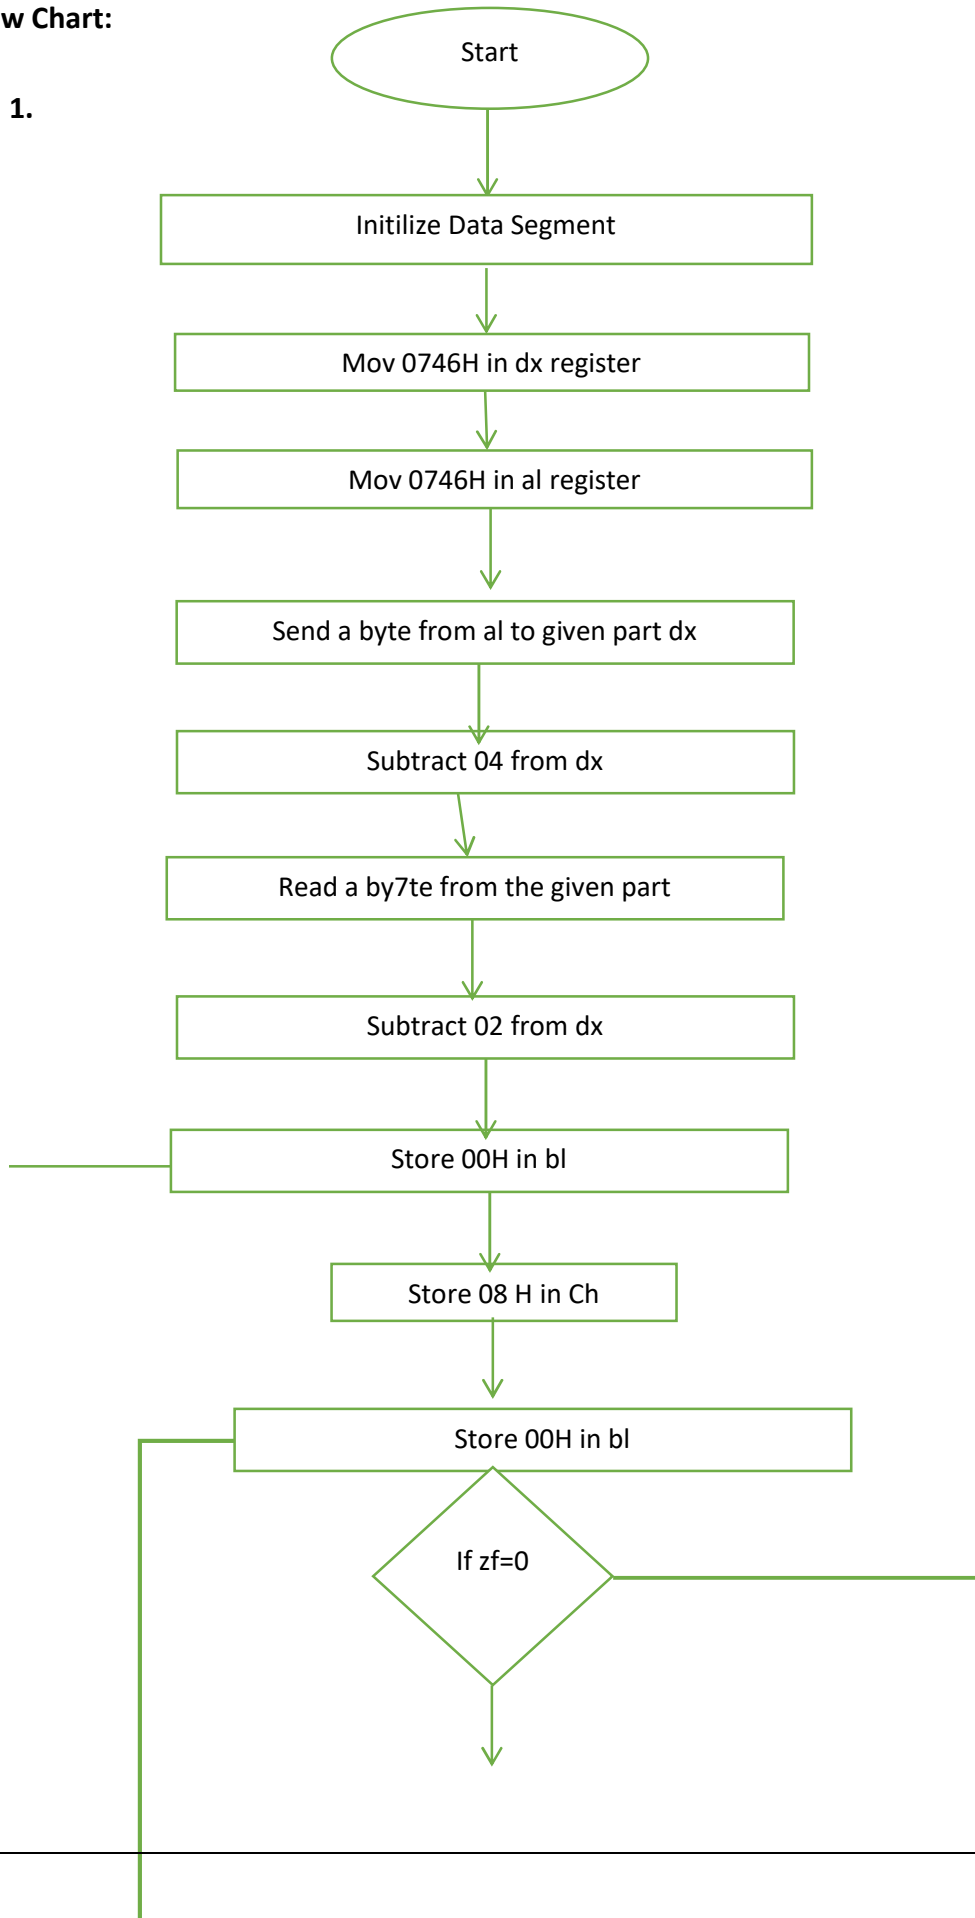 w Chart:
Start
1.
Initilize Data Segment
Mov 0746H in dx register
Mov 0746H in al register
Send a byte from al to given part dx
Subtract 04 from dx
Read a by7te from the given part
Subtract 02 from dx
Store 00H in bl
Store 08 H in Ch
Store 00H in bl
If zf=0